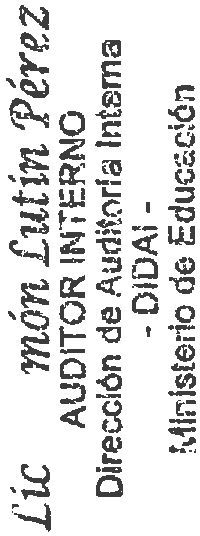 Lic món Lutín Pérez
AUDITOR INTERNO
Dirección de Auditoría Interna
- DIDAI -
Ministerio de Educación